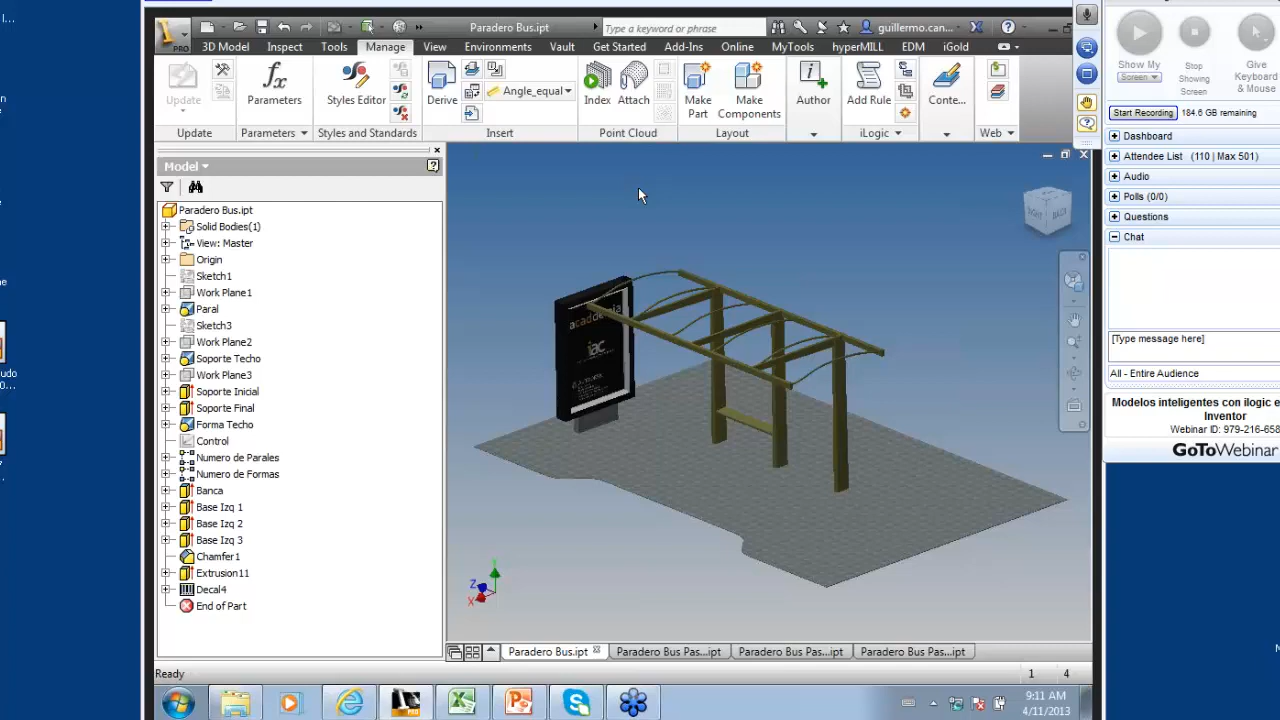 Paradero Bus.ipt
Type a keyword or phrase
guillermo.can...
PRO
3D Model
Inspect
Tools
Manage
View
Environments
Vault
Get Started
Add-Ins
Online
MyTools
hyperMILL
EDM
iGold
Update
Parameters
Styles Editor
Derive
Angle_equal
Index
Attach
Make Part
Make Components
Author
Add Rule
Conte...
Update
Parameters
Styles and Standards
Insert
Point Cloud
Layout
iLogic
Web
Model
Paradero Bus.ipt
Solid Bodies(1)
View: Master
Origin
Sketch1
Work Plane1
Paral
Sketch3
Work Plane2
Soporte Techo
Work Plane3
Soporte Inicial
Soporte Final
Forma Techo
Control
Numero de Parales
Numero de Formas
Banca
Base Izq 1
Base Izq 2
Base Izq 3
Chamfer1
Extrusion11
Decal4
End of Part
RIGHT
BACK
acaddemia
iac
Y
Z
X
Paradero Bus.ipt
Paradero Bus Pas...ipt
Paradero Bus Pas...ipt
Paradero Bus Pas...ipt
Ready
1
4
9:11 AM
4/11/2013
Show My
Screen
Stop
Showing
Screen
Give
Keyboard
& Mouse
Start Recording
184.6 GB remaining
Dashboard
Attendee List (110 | Max 501)
Audio
Polls (0/0)
Questions
Chat
[Type message here]
All - Entire Audience
Modelos inteligentes con ilogic e
Inventor
Webinar ID: 979-216-658
GoToWebinar